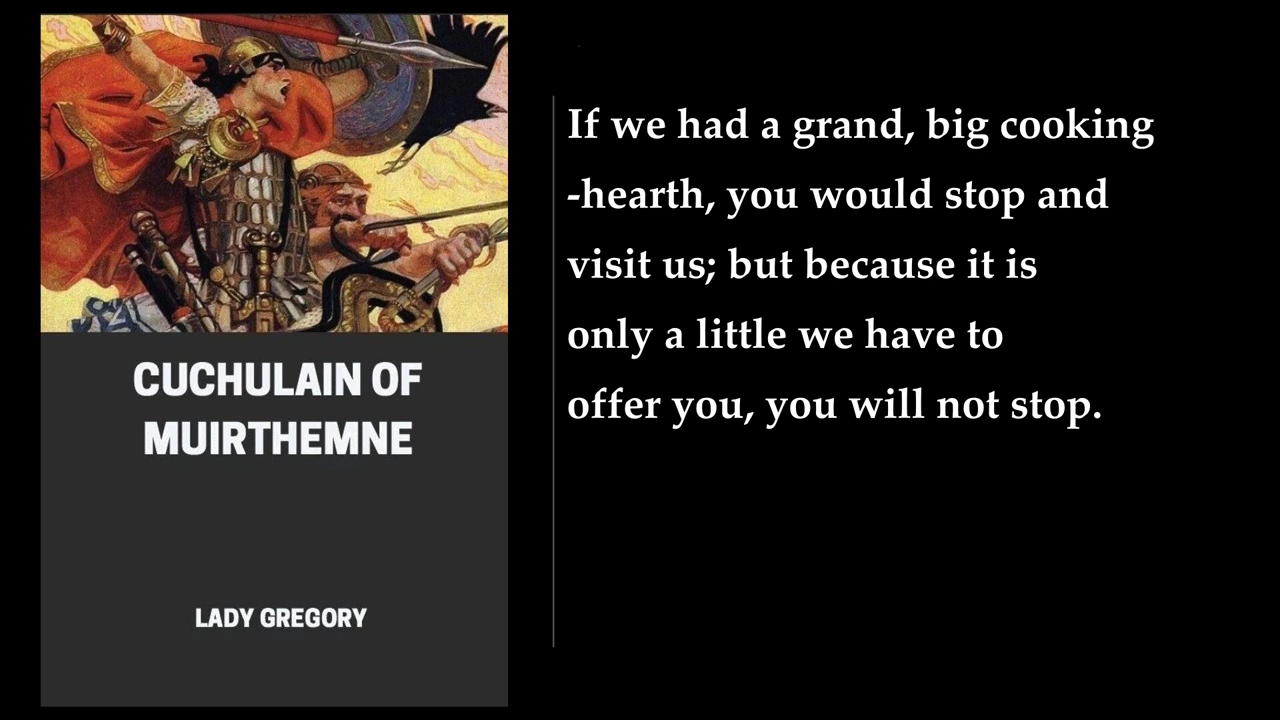 CUCHULAIN OF
MUIRTHEMNE
LADY GREGORY
If we had a grand, big cooking
-hearth, you would stop and
visit us; but because it is
only a little we have to
offer you, you will not stop.